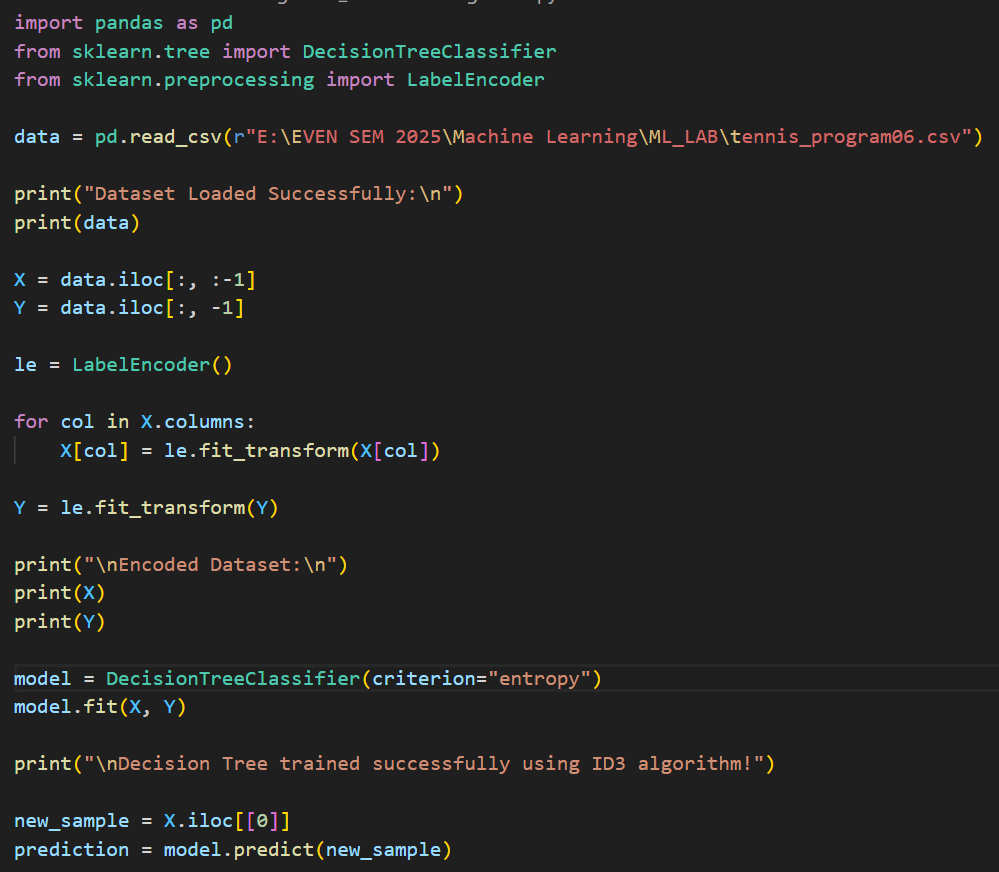 import pandas as pd
from sklearn.tree import DecisionTreeClassifier
from sklearn.preprocessing import LabelEncoder
data = pd.read_csv(r"E:\EVEN SEM 2025\Machine Learning\ML_LAB\tennis_program06.csv")
print("Dataset Loaded Successfully:\n")
print(data)
X = data.iloc[:, :-1]
Y = data.iloc[:, -1]
le = LabelEncoder()
for col in X.columns:
    X[col] = le.fit_transform(X[col])
Y = le.fit_transform(Y)
print("\nEncoded Dataset:\n")
print(X)
print(Y)
model = DecisionTreeClassifier(criterion="entropy")
model.fit(X, Y)
print("\nDecision Tree trained successfully using ID3 algorithm!")
new_sample = X.iloc[[0]]
prediction = model.predict(new_sample)